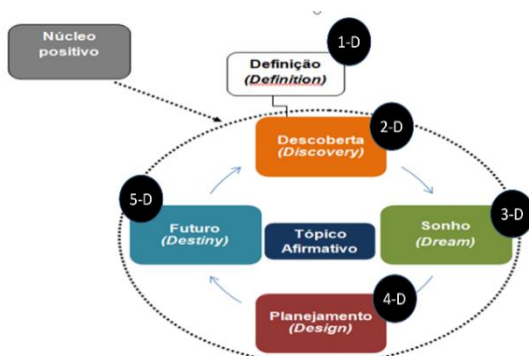 Núcleo
positivo
1-D
Definição
(Definition)
2-D
Descoberta
(Discovery)
5-D
Futuro
(Destiny)
Tópico
Afirmativo
3-D
Sonho
(Dream)
4-D
Planejamento
(Design)